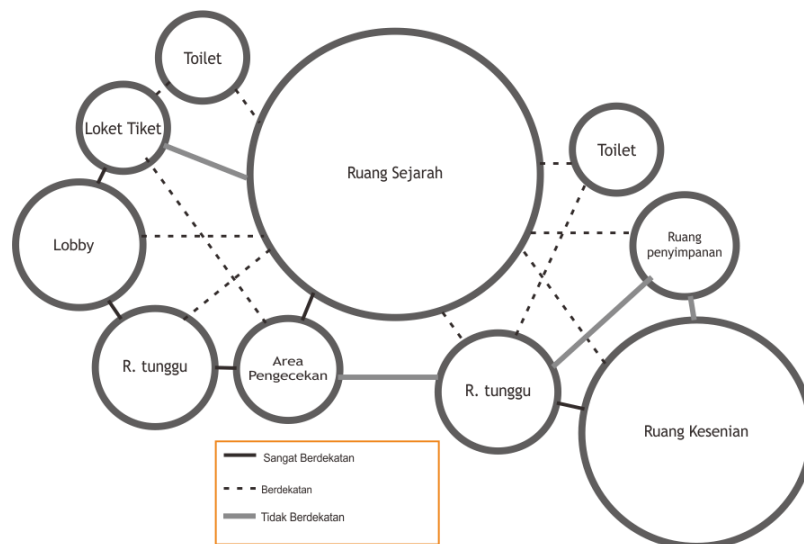 Toilet
Loket Tiket
Ruang Sejarah
Toilet
Lobby
Ruang
penyimpanan
R. tunggu
Area
Pengecekan
R. tunggu
Ruang Kesenian
Sangat Berdekatan
Berdekatan
Tidak Berdekatan